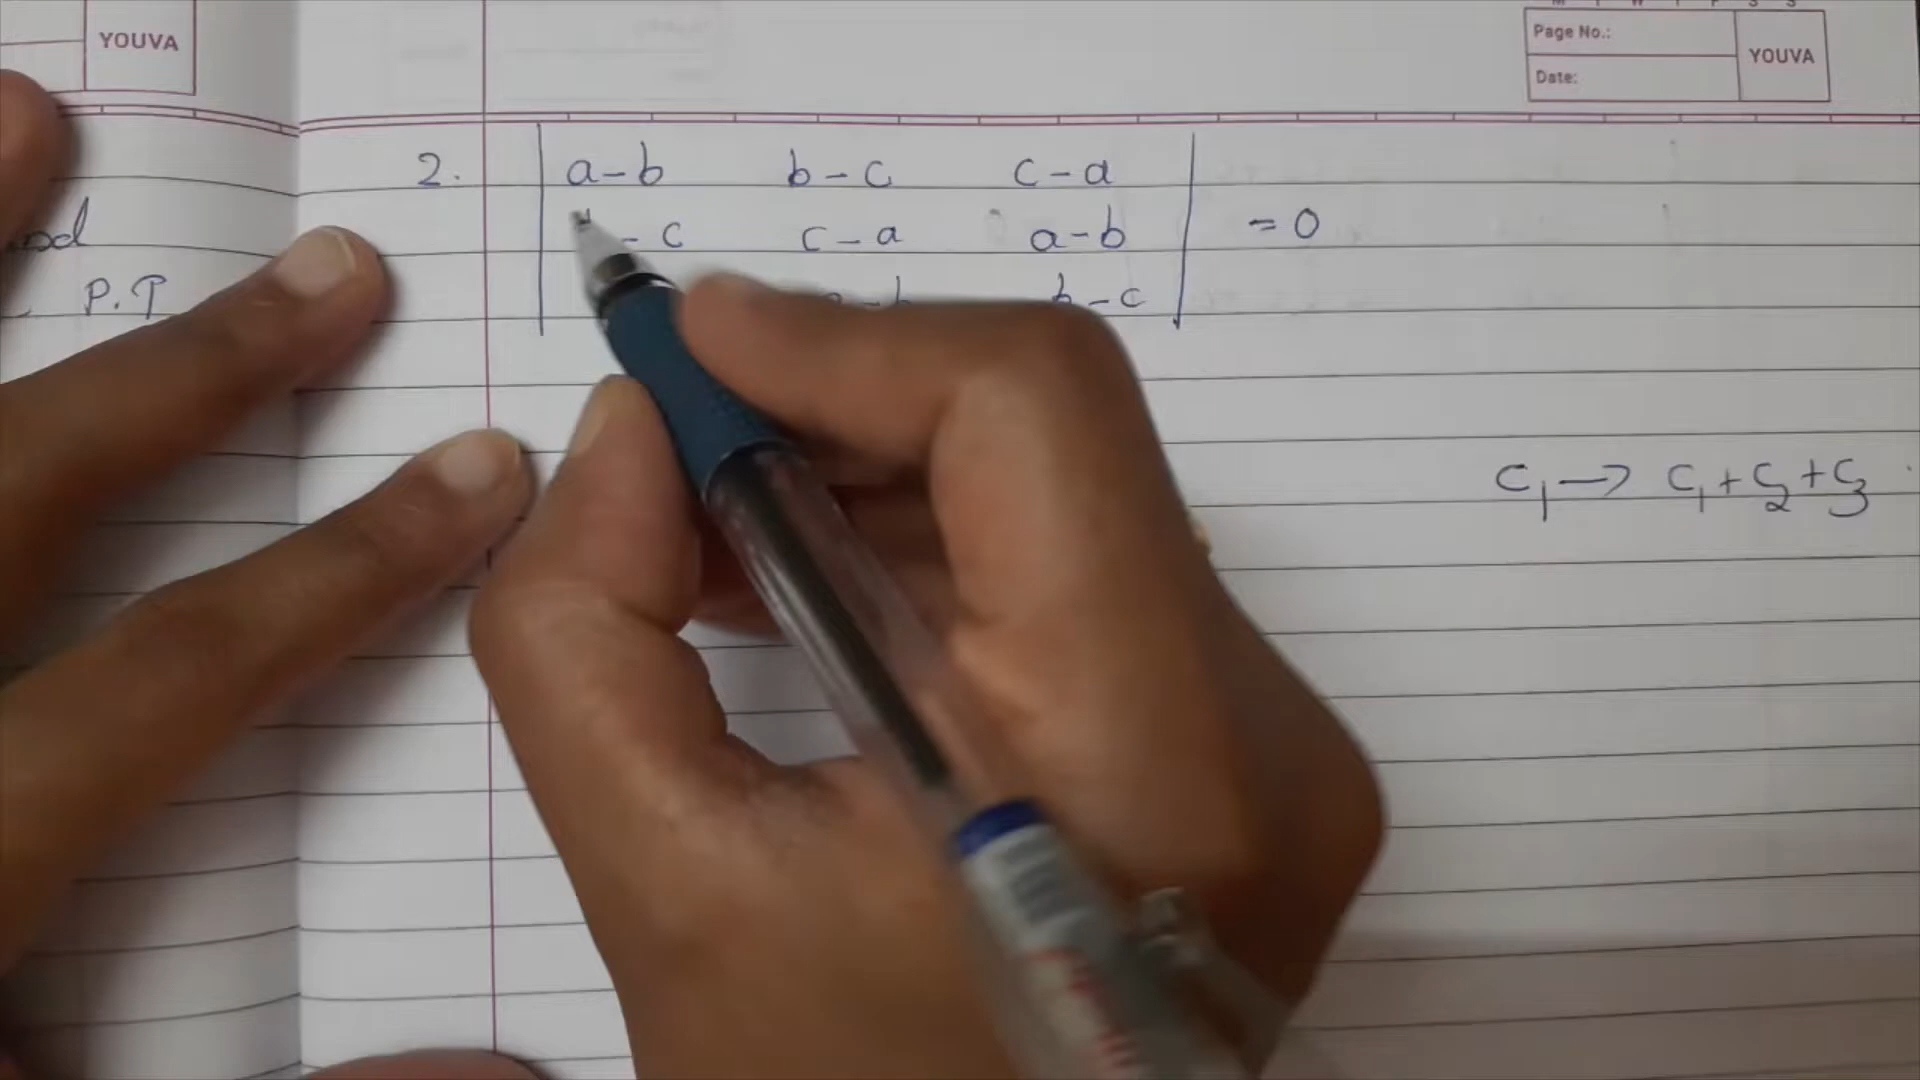 YOUVA
Page No.:
YOUVA
Date:
2. a-b b-c c-a
- c c-a a-b = 0
P.T b-c
C₁ → C₁ + C₂ + C₃